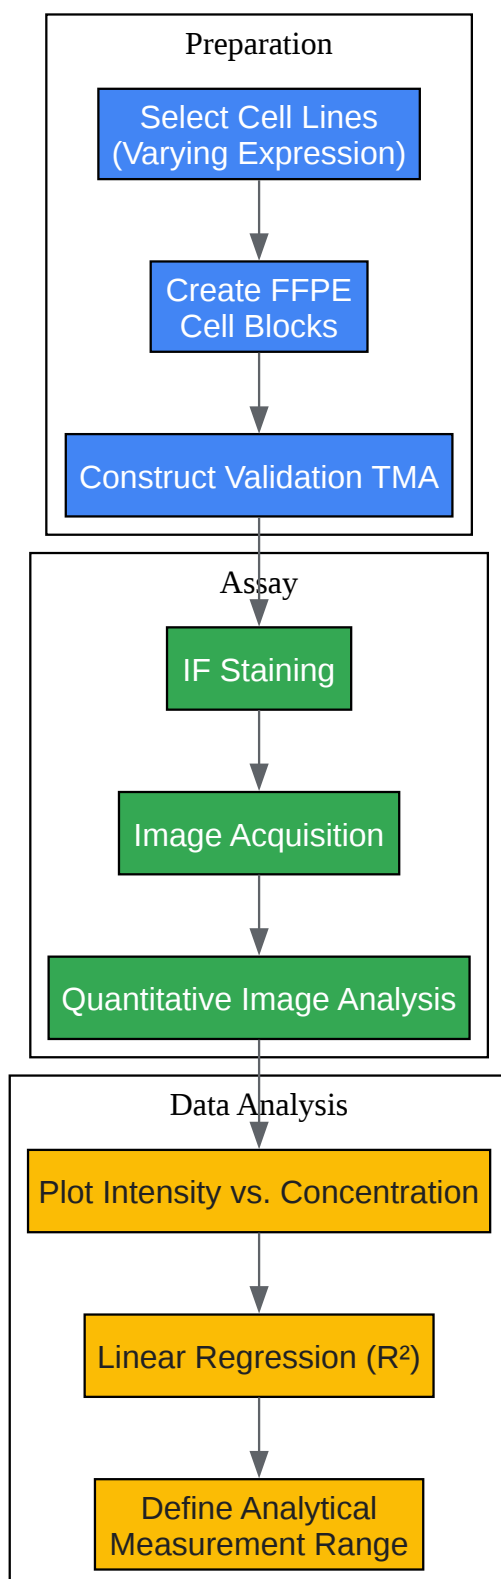 Preparation
Select Cell Lines
(Varying Expression)
Create FFPE
Cell Blocks
Construct Validation TMA
Assay
IF Staining
Image Acquisition
Quantitative Image Analysis
Data Analysis
Plot Intensity vs. Concentration
Linear Regression (R²)
Define Analytical
Measurement Range